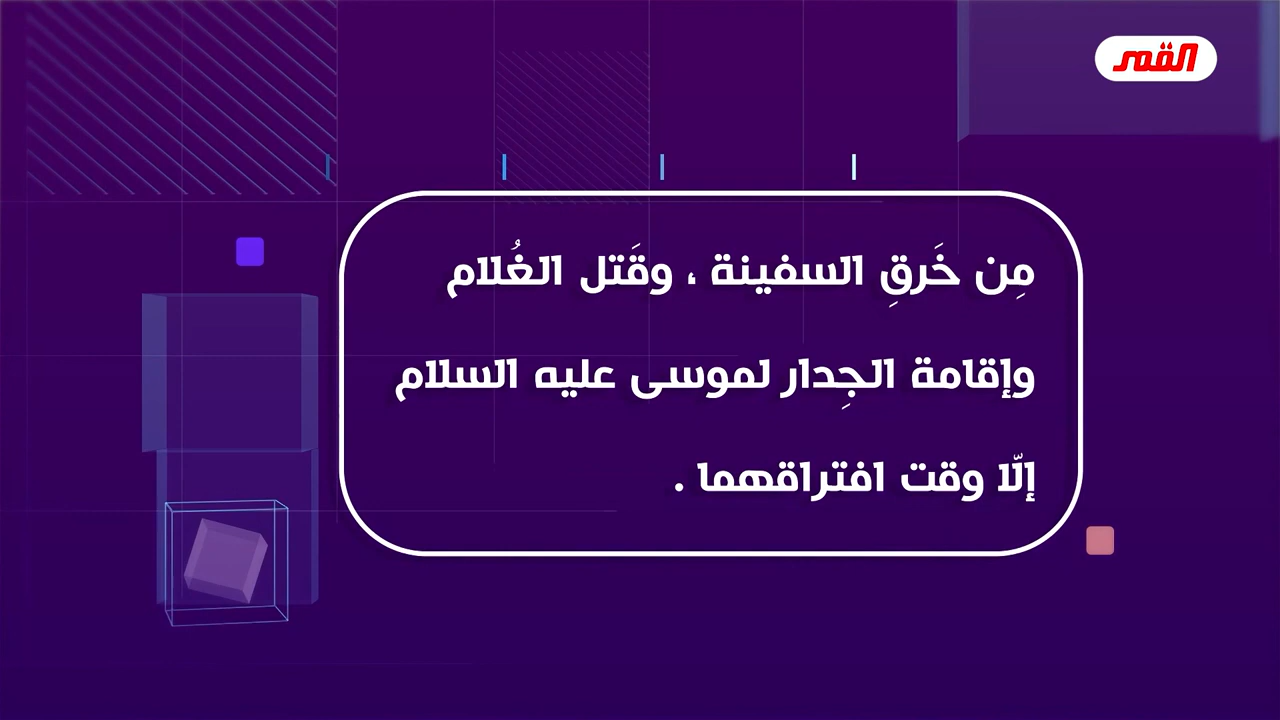 القمر
مِن خَرقِ السفينة ، وقَتل الغُلام
وإقامة الجِدار لموسى عليه السلام
إلّا وقت افتراقهما .